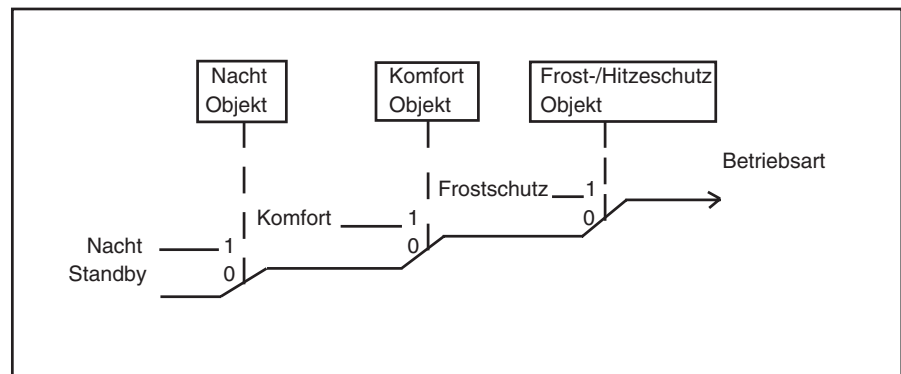 Nacht
Objekt
Komfort
Objekt
Frost-/Hitzeschutz
Objekt
Betriebsart
Frostschutz 1
0
Komfort 1
0
Nacht 1
Standby 0